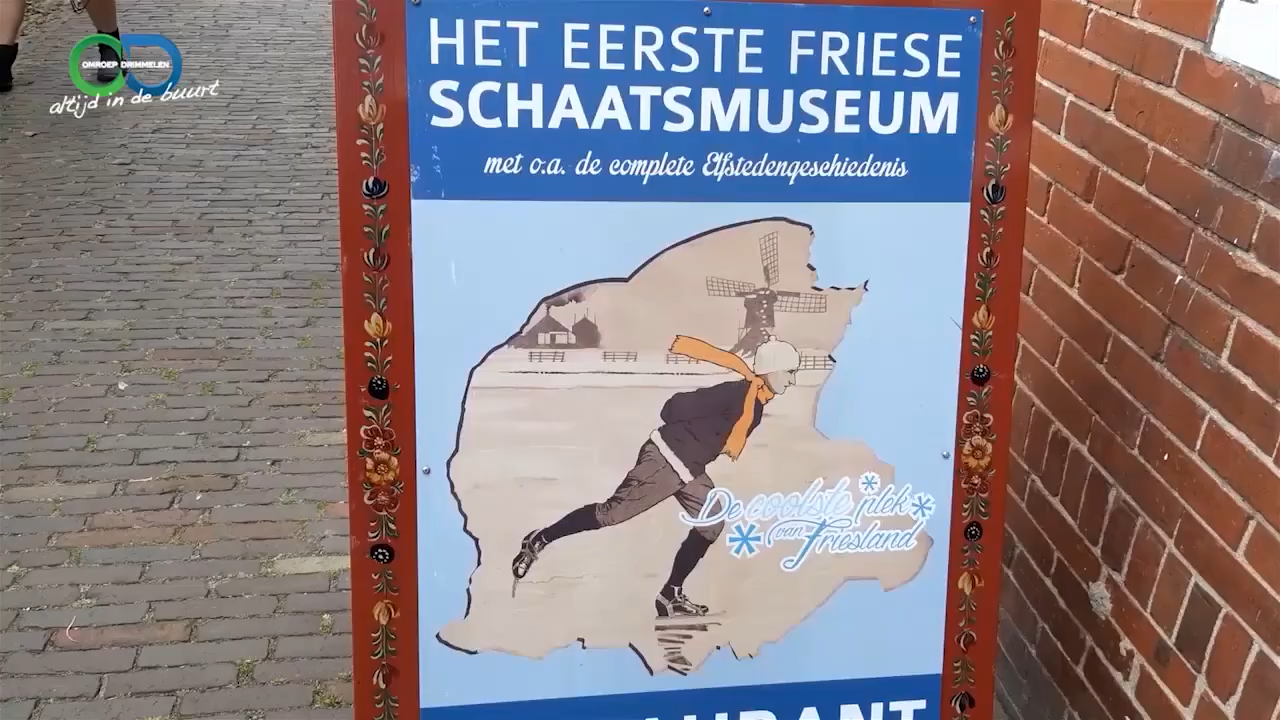 OMROEP DRIMMELEN
altijd in de buurt
HET EERSTE FRIESE
SCHAATSMUSEUM
met o.a. de complete Elfstedengeschiedenis
De coolste plek
van Friesland